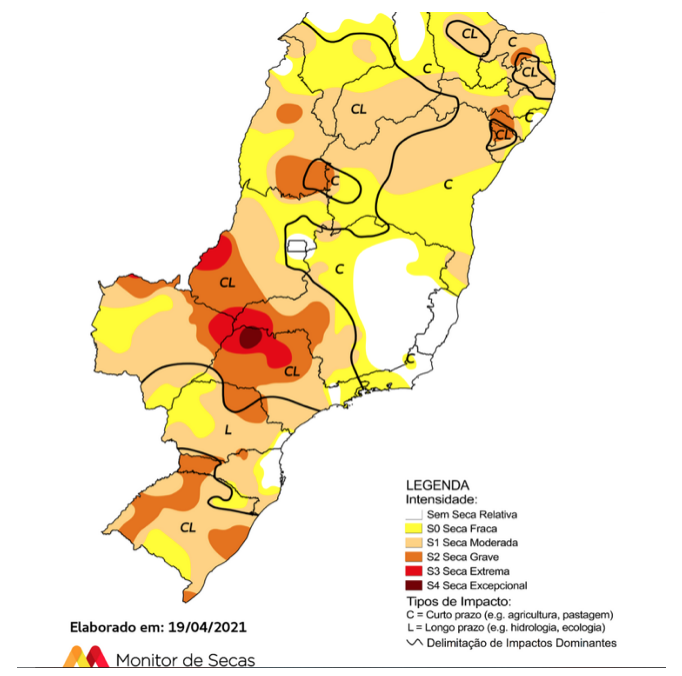 CL
C
CL
C
CL
C
CL
C
C
C
CL
CL
L
CL
C
LEGENDA
Intensidade:
Sem Seca Relativa
S0 Seca Fraca
S1 Seca Moderada
S2 Seca Grave
S3 Seca Extrema
S4 Seca Excepcional
Tipos de Impacto:
C = Curto prazo (e.g. agricultura, pastagem)
L = Longo prazo (e.g. hidrologia, ecologia)
Delimitação de Impactos Dominantes
Elaborado em: 19/04/2021
Monitor de Secas